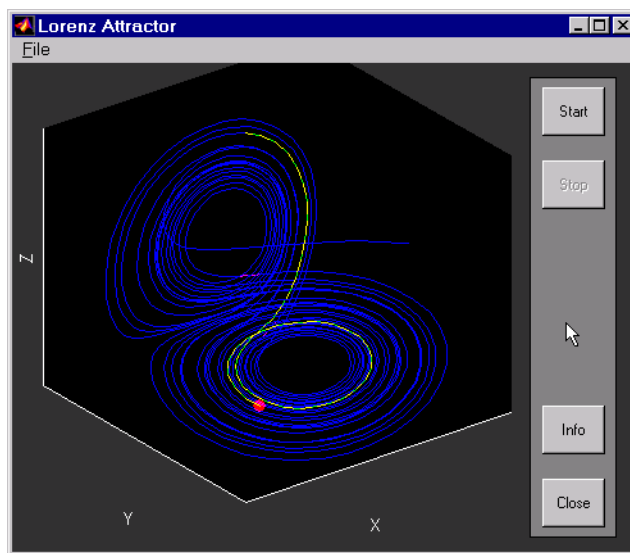 Lorenz Attractor
File
Start
Stop
Z
Info
Close
Y
X